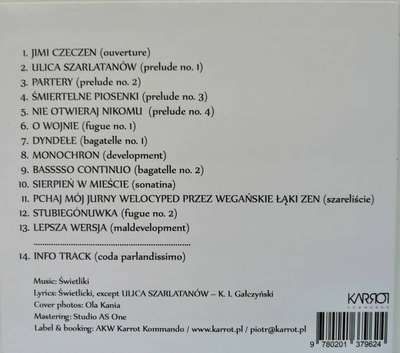 1. JIMI CZECZEN (ouverture)
2. ULICA SZARLATANÓW (prelude no. 1)
3. PARTERY (prelude no. 2)
4. ŚMIERTELNE PIOSENKI (prelude no. 3)
5. NIE OTWIERAJ NIKOMU (prelude no. 4)
6. O WOJNIE (fugue no. 1)
7. DYNDEŁE (bagatelle no. 1)
8. MONOCHRON (development)
9. BASSSSO CONTINUO (bagatelle no. 2)
10. SIERPIEŃ W MIEŚCIE (sonatina)
11. PCHAJ MÓJ JURNY WELOCYPED PRZEZ WEGAŃSKIE ŁĄKI ZEN (szareliście)
12. STUBIEGÓNUWKA (fugue no. 2)
13. LEPSZA WERSJA (maldevelopment)
14. INFO TRACK (coda parlandissimo)
Music: Świetliki
Lyrics: Świetlicki, except ULICA SZARLATANÓW – K. I. Gałczyński
Cover photos: Ola Kania
Mastering: Studio AS One
Label & booking: AKW Karrot Kommando / www.karrot.pl / piotr@karrot.pl
KARROT
KOMMANDO
9 780201 379624